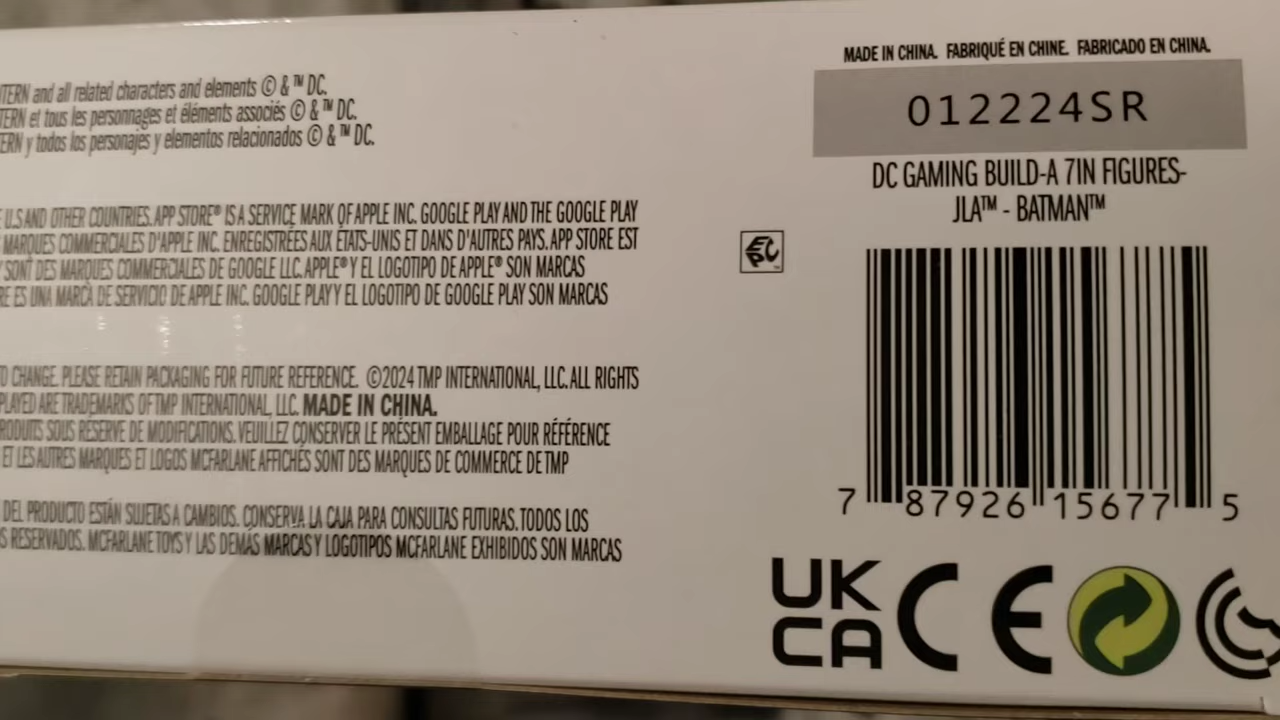 TERN and all related characters and elements © & ™ DC.
TERN et tous les personnages et éléments associés © & ™ DC.
ERN y todos los personajes y elementos relacionados © & ™ DC.
U.S AND OTHER COUNTRIES. APP STORE® IS A SERVICE MARK OF APPLE INC. GOOGLE PLAY AND THE GOOGLE PLAY
MARQUES COMMERCIALES D'APPLE INC. ENREGISTRÉES AUX ÉTATS-UNIS ET DANS D'AUTRES PAYS. APP STORE EST
SONT DES MARQUES COMMERCIALES DE GOOGLE LLC. APPLE® Y EL LOGOTIPO DE APPLE® SON MARCAS
RE ES UNA MARCA DE SERVICIO DE APPLE INC. GOOGLE PLAY Y EL LOGOTIPO DE GOOGLE PLAY SON MARCAS
O CHANGE. PLEASE RETAIN PACKAGING FOR FUTURE REFERENCE. ©2024 TMP INTERNATIONAL, LLC. ALL RIGHTS
PLAYED ARE TRADEMARKS OF TMP INTERNATIONAL, LLC. MADE IN CHINA.
RODUITS SOUS RÉSERVE DE MODIFICATIONS. VEUILLEZ CONSERVER LE PRÉSENT EMBALLAGE POUR RÉFÉRENCE
ET LES AUTRES MARQUES ET LOGOS MCFARLANE AFFICHÉS SONT DES MARQUES DE COMMERCE DE TMP
DEL PRODUCTO ESTÁN SUJETAS A CAMBIOS. CONSERVA LA CAJA PARA CONSULTAS FUTURAS. TODOS LOS
S RESERVADOS. MCFARLANE TOYS Y LAS DEMÁS MARCAS Y LOGOTIPOS MCFARLANE EXHIBIDOS SON MARCAS
EPC
MADE IN CHINA. FABRIQUÉ EN CHINE. FABRICADO EN CHINA.
012224SR
DC GAMING BUILD-A 7IN FIGURES-
JLA™ - BATMAN™
7 87926 15677 5
UK
CA
CE